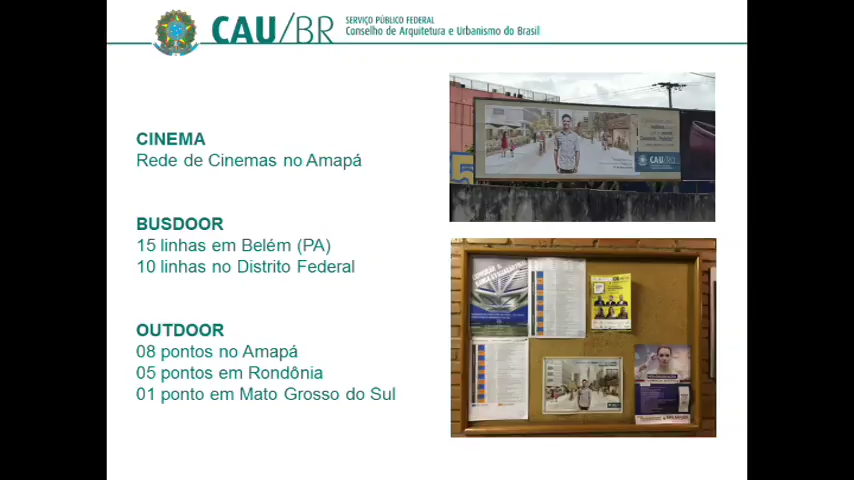 CAU/BR
SERVIÇO PÚBLICO FEDERAL
Conselho de Arquitetura e Urbanismo do Brasil
CINEMA
Rede de Cinemas no Amapá
BUSDOOR
15 linhas em Belém (PA)
10 linhas no Distrito Federal
OUTDOOR
08 pontos no Amapá
05 pontos em Rondônia
01 ponto em Mato Grosso do Sul
CAU/BR